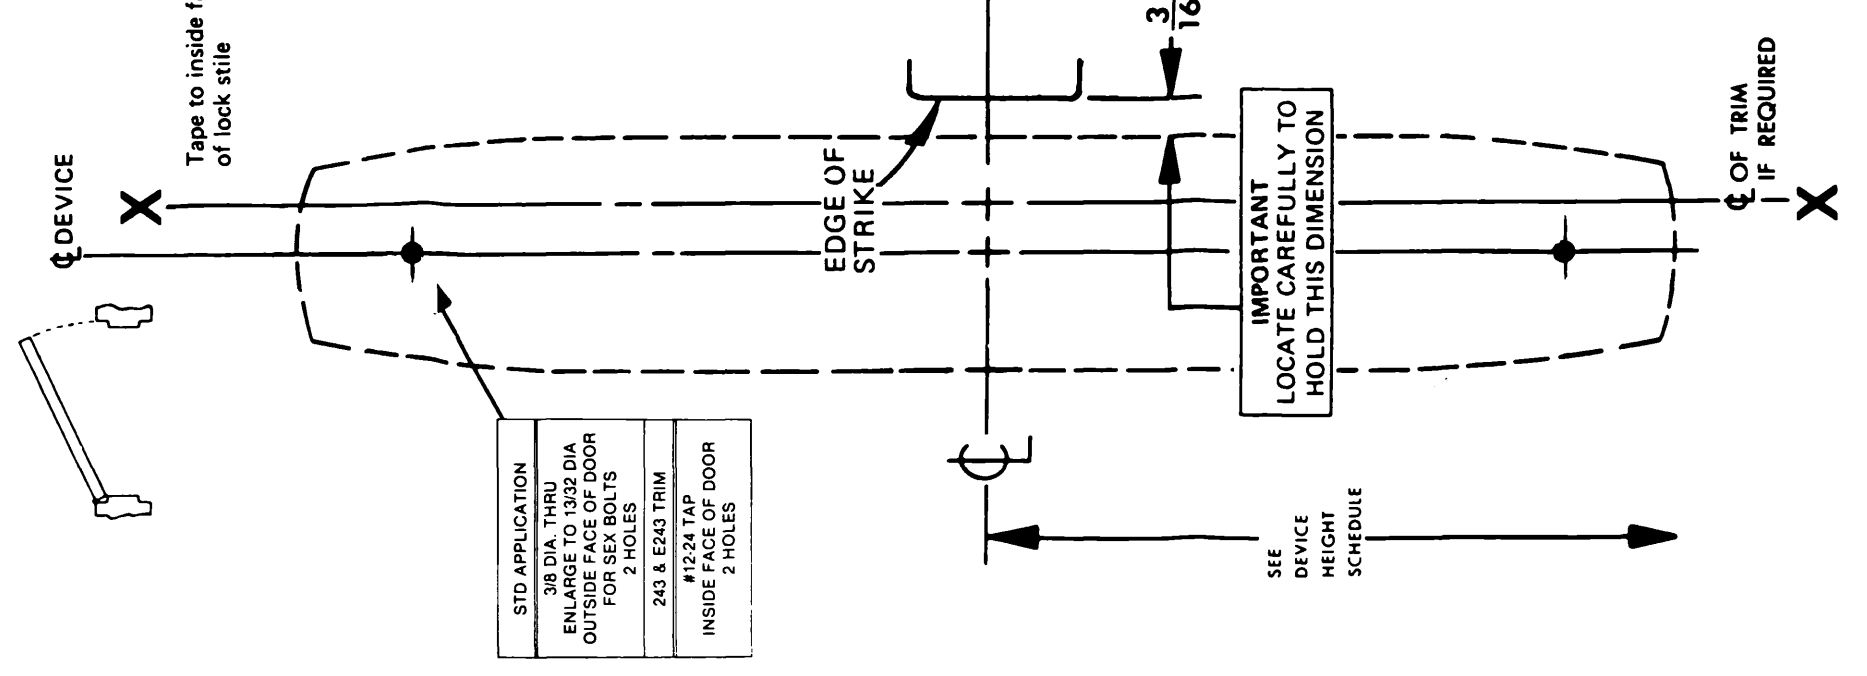 ℄ DEVICE
X
Tape to inside
of lock stile
STD APPLICATION
3/8 DIA. THRU
ENLARGE TO 13/32 DIA
OUTSIDE FACE OF DOOR
FOR SEX BOLTS
2 HOLES
243 & E243 TRIM
#12-24 TAP
INSIDE FACE OF DOOR
2 HOLES
EDGE OF
STRIKE
3
16
IMPORTANT
LOCATE CAREFULLY TO
HOLD THIS DIMENSION
SEE
DEVICE
HEIGHT
SCHEDULE
℄ OF TRIM
IF REQUIRED
X